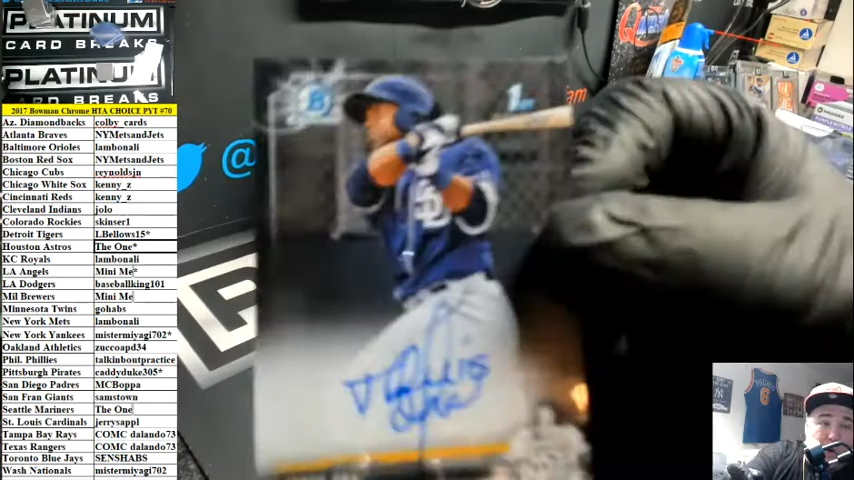 PLATINUM
CARD BREAKS
PLATINUM
CARD BREAKS
2017 Bowman Chrome HTA CHOICE PYT #70
Az. Diamondbacks colby_cards
Atlanta Braves NYMetsandJets
Baltimore Orioles lambonali
Boston Red Sox NYMetsandJets
Chicago Cubs reynoldsjn
Chicago White Sox kenny_z
Cincinnati Reds kenny_z
Cleveland Indians jolo
Colorado Rockies skinser1
Detroit Tigers LBellows15*
Houston Astros The One*
KC Royals lambonali
LA Angels Mini Me*
LA Dodgers baseballking101
Mil Brewers Mini Me
Minnesota Twins gohabs
New York Mets lambonali
New York Yankees mistermiyagi702*
Oakland Athletics zuccoapd34
Phil. Phillies talkinboutpractice
Pittsburgh Pirates caddyduke305*
San Diego Padres MCBoppa
San Fran Giants samstown
Seattle Mariners The One
St. Louis Cardinals jerrysappl
Tampa Bay Rays COMC dalando73
Texas Rangers COMC dalando73
Toronto Blue Jays SENSHABS
Wash Nationals mistermiyagi702
@
B
1st
SD